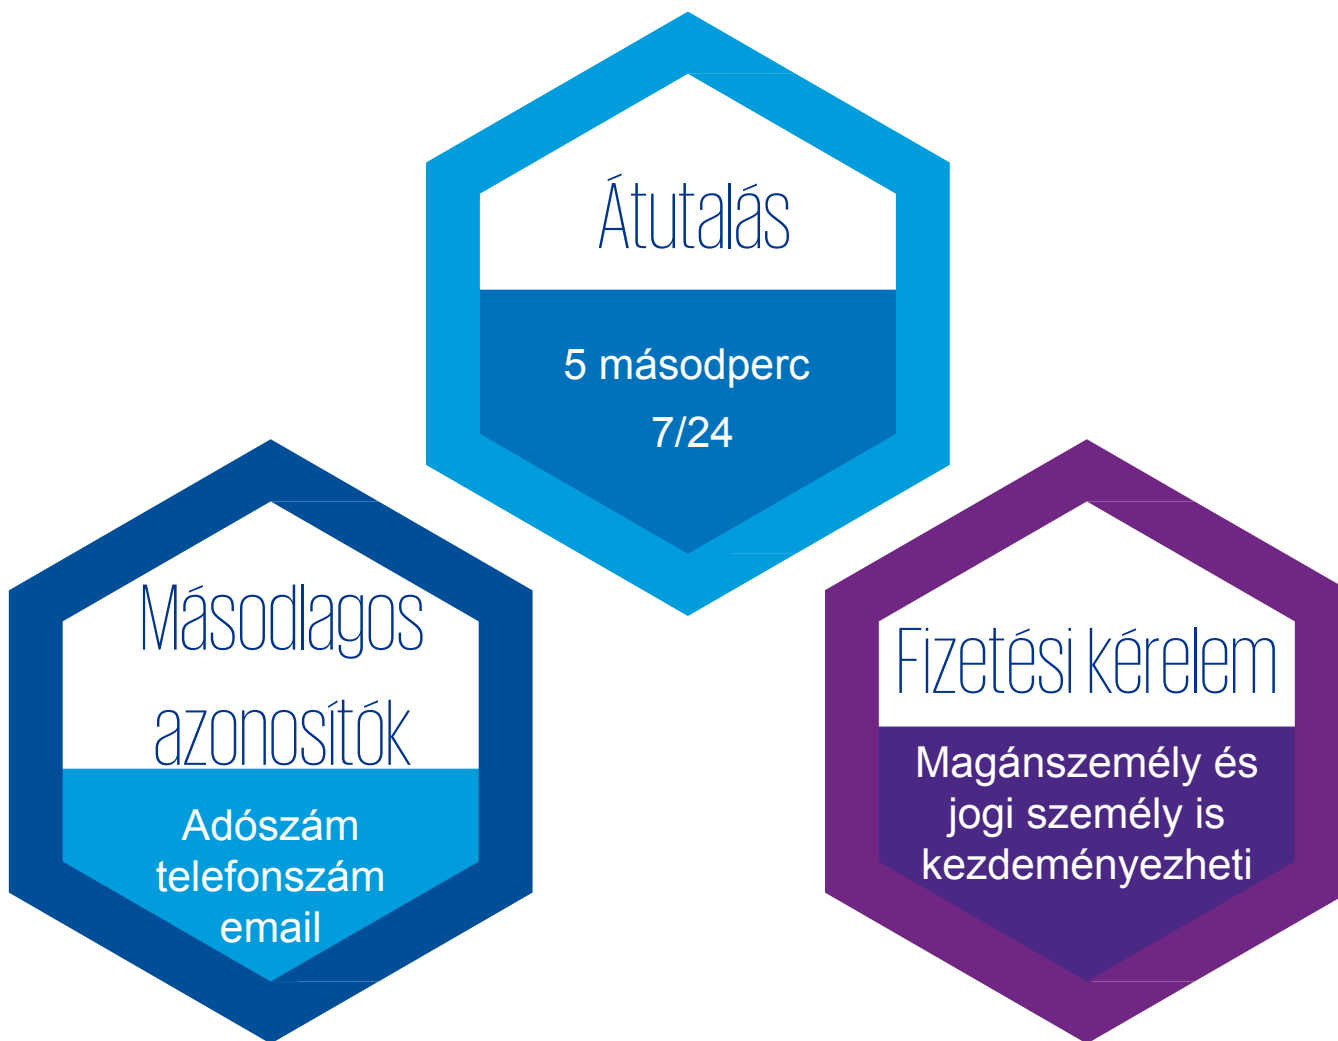 Átutalás
5 másodperc
7/24
Másodlagos
azonosítók
Adószám
telefonszám
email
Fizetési kérelem
Magánszemély és
jogi személy is
kezdeményezheti